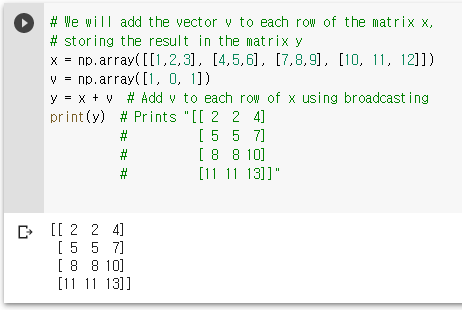 # We will add the vector v to each row of the matrix x,
# storing the result in the matrix y
x = np.array([[1,2,3], [4,5,6], [7,8,9], [10, 11, 12]])
v = np.array([1, 0, 1])
y = x + v  # Add v to each row of x using broadcasting
print(y)  # Prints "[[ 2  2  4]
          #          [ 5  5  7]
          #          [ 8  8 10]
          #          [11 11 13]]"
[[ 2  2  4]
 [ 5  5  7]
 [ 8  8 10]
 [11 11 13]]